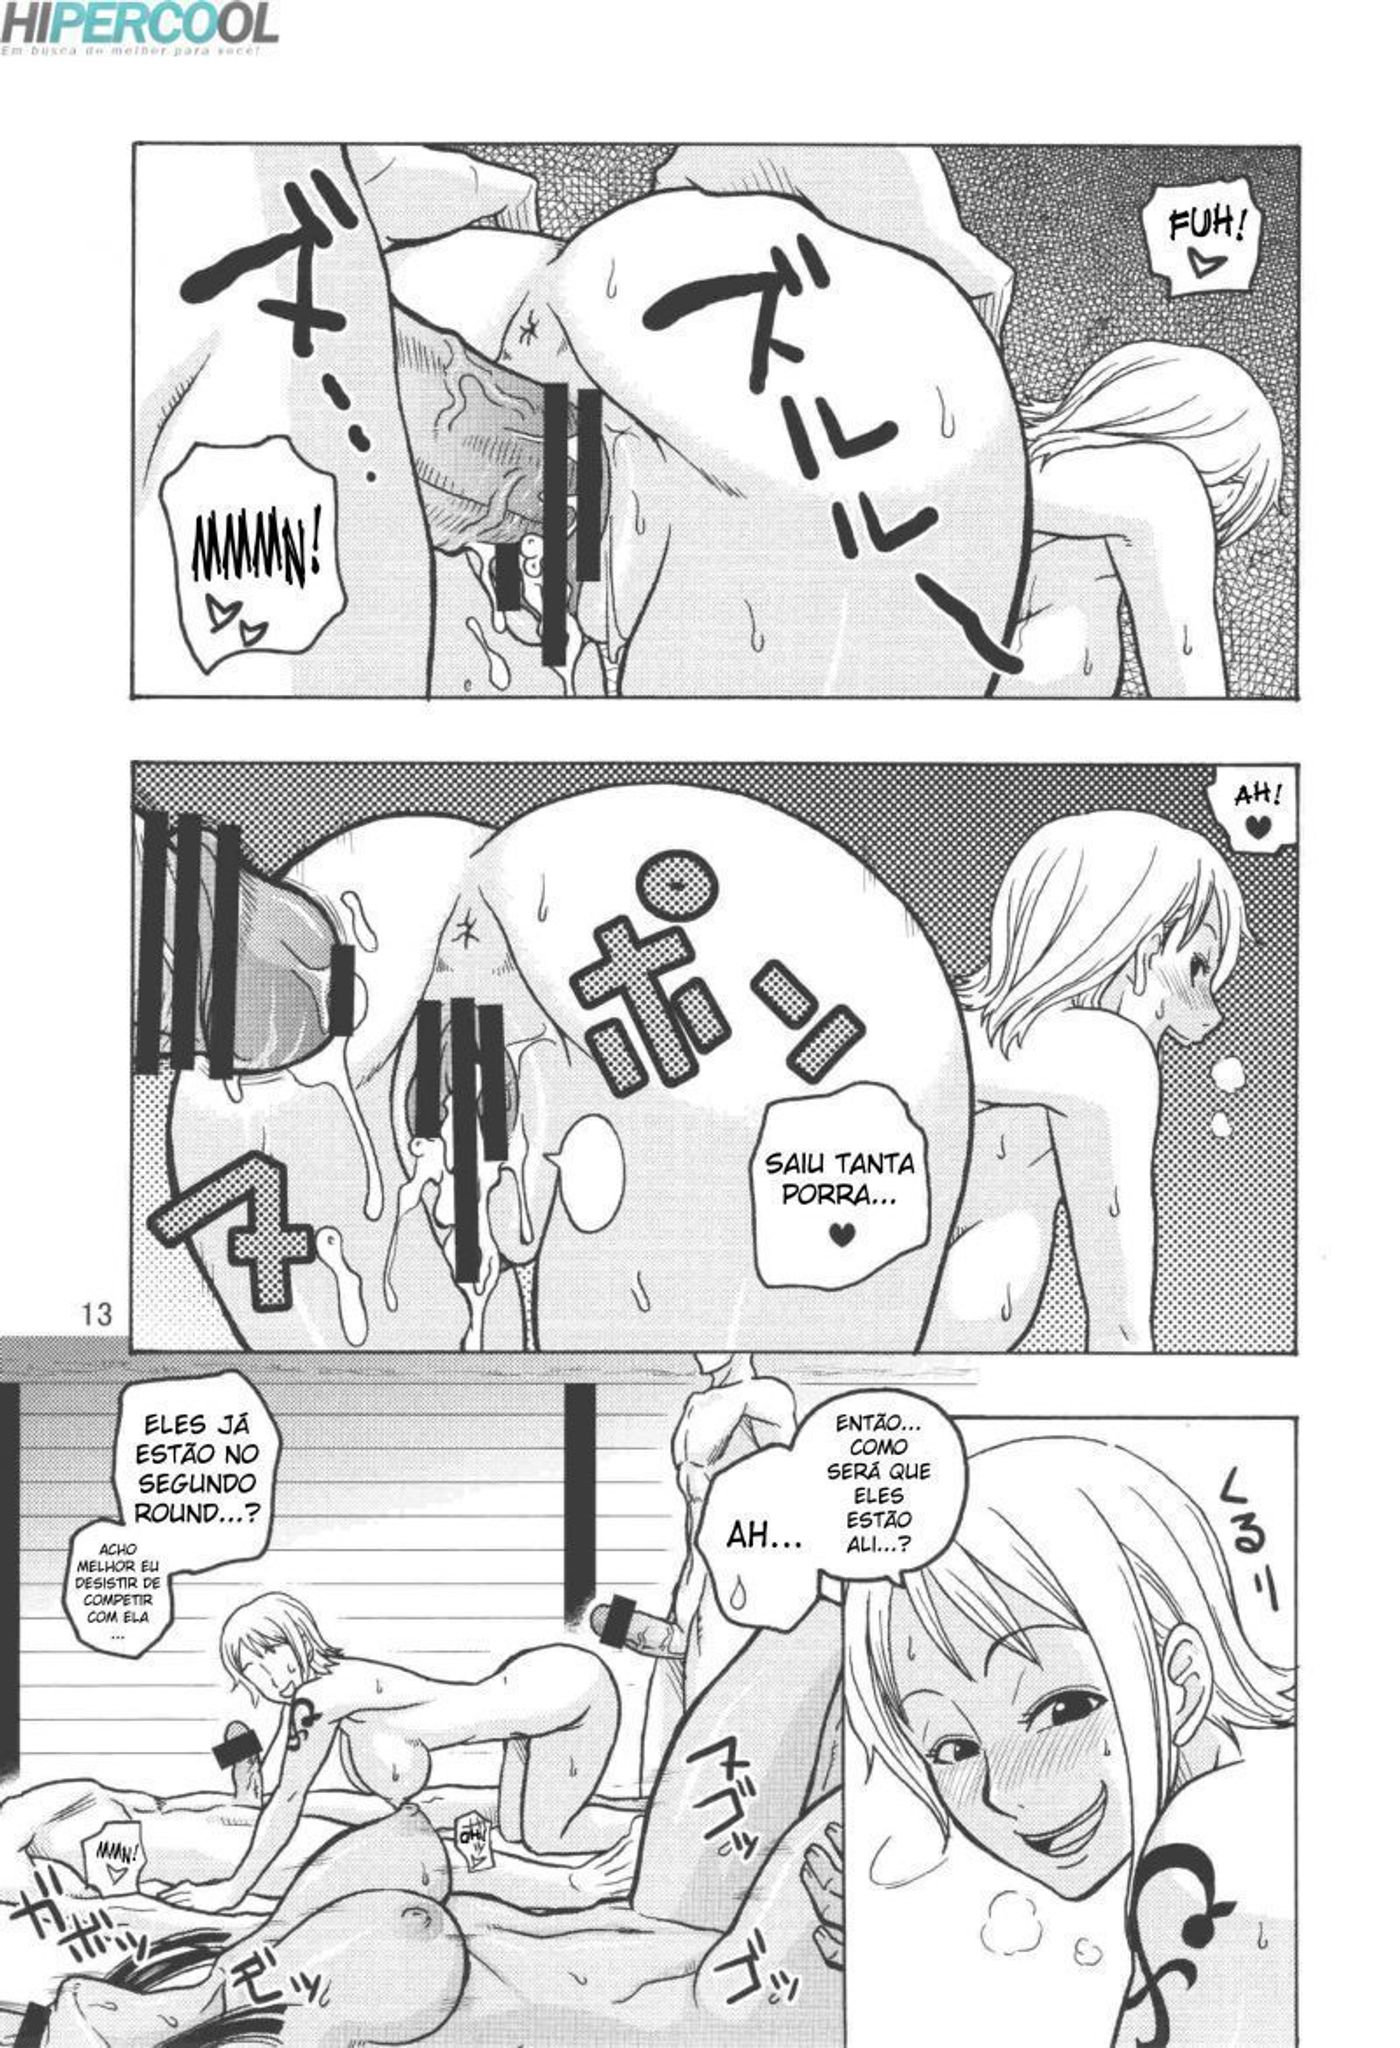 HIPERCOOL
Em busca do melhor para você!
FUH!
ズルルッ
ズ
MMMN!
AH!
ポン
SAIU TANTA
PORRA...
13
ENTÃO...
COMO
SERÁ QUE
ELES
ESTÃO
ALI...?
くるり
AH...
ELES JÁ
ESTÃO NO
SEGUNDO
ROUND...?
ACHO
MELHOR EU
DESISTIR DE
COMPETIR
COM ELA
...
OH!
MMN!